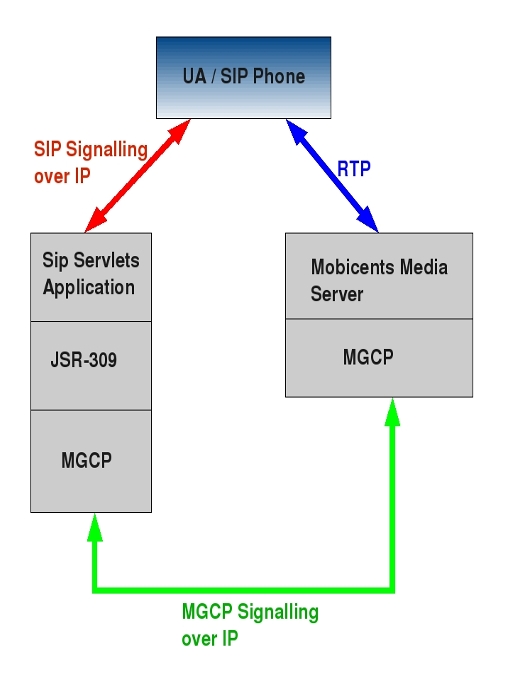 UA / SIP Phone
SIP Signalling
over IP
RTP
Sip Servlets
Application
JSR-309
MGCP
Mobicents Media
Server
MGCP
MGCP Signalling
over IP